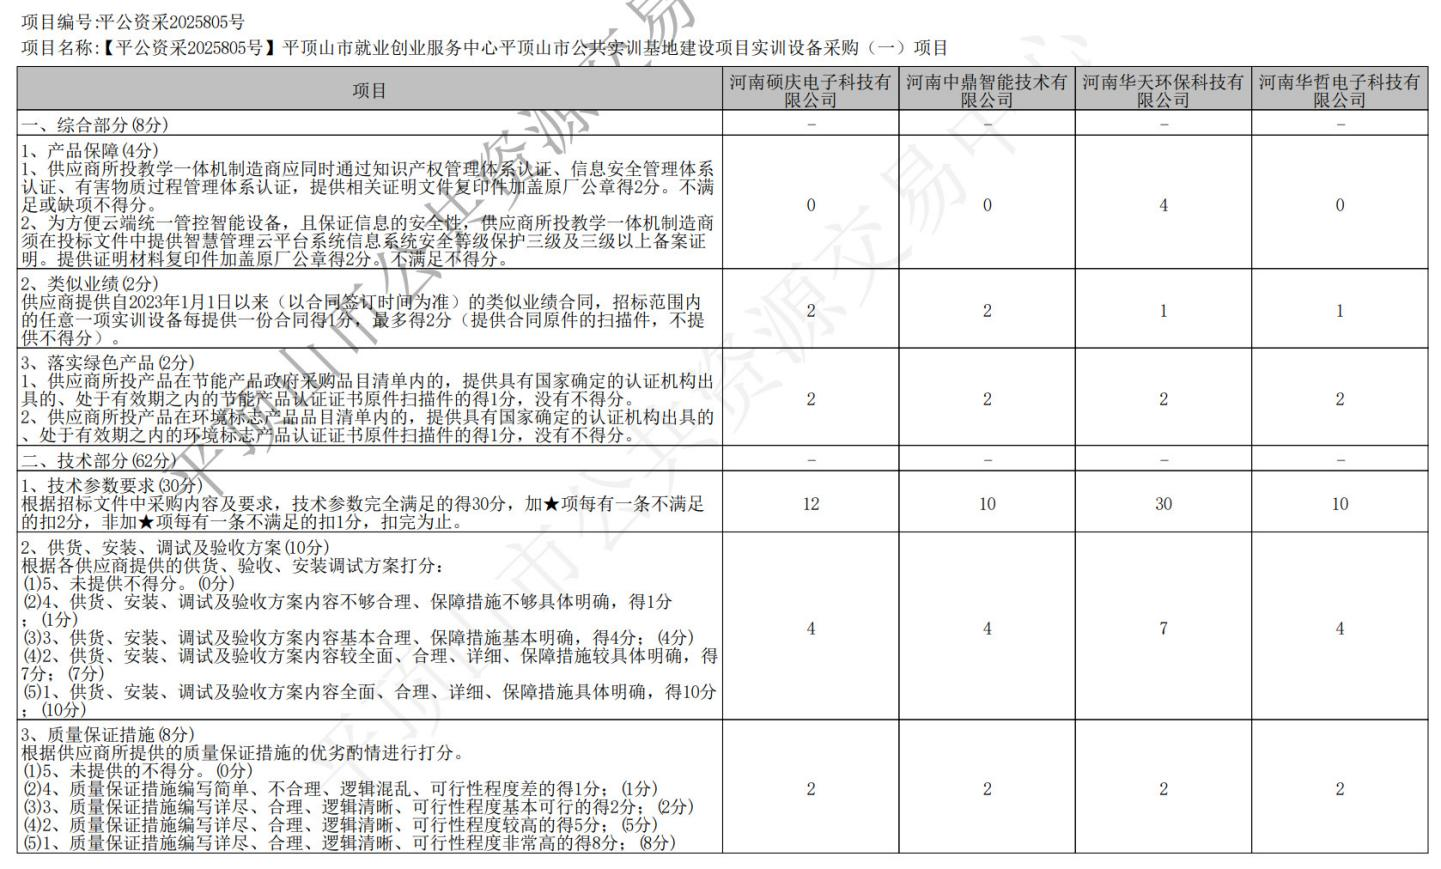 项目编号:平公资采2025805号
项目名称:【平公资采2025805号】平顶山市就业创业服务中心平顶山市公共实训基地建设项目实训设备采购（一）项目
项目
河南硕庆电子科技有
限公司
河南中鼎智能技术有
限公司
河南华天环保科技有
限公司
河南华哲电子科技有
限公司
一、综合部分(8分)
－ － － －
1、产品保障(4分)
1、供应商所投教学一体机制造商应同时通过知识产权管理体系认证、信息安全管理体系
认证、有害物质过程管理体系认证，提供相关证明文件复印件加盖原厂公章得2分。不满
足或缺项不得分。
2、为方便云端统一管控智能设备，且保证信息的安全性，供应商所投教学一体机制造商
须在投标文件中提供智慧管理云平台系统信息系统安全等级保护三级及三级以上备案证
明。提供证明材料复印件加盖原厂公章得2分。不满足不得分。
0 0 4 0
2、类似业绩(2分)
供应商提供自2023年1月1日以来（以合同签订时间为准）的类似业绩合同，招标范围内
的任意一项实训设备每提供一份合同得1分，最多得2分（提供合同原件的扫描件，不提
供不得分）。
2 2 1 1
3、落实绿色产品(2分)
1、供应商所投产品在节能产品政府采购品目清单内的，提供具有国家确定的认证机构出
具的、处于有效期之内的节能产品认证证书原件扫描件的得1分，没有不得分。
2、供应商所投产品在环境标志产品品目清单内的，提供具有国家确定的认证机构出具的
、处于有效期之内的环境标志产品认证证书原件扫描件的得1分，没有不得分。
2 2 2 2
二、技术部分(62分)
－ － － －
1、技术参数要求(30分)
根据招标文件中采购内容及要求，技术参数完全满足的得30分，加★项每有一条不满足
的扣2分，非加★项每有一条不满足的扣1分，扣完为止。
12 10 30 10
2、供货、安装、调试及验收方案(10分)
根据各供应商提供的供货、验收、安装调试方案打分:
(1)5、未提供不得分。(0分)
(2)4、供货、安装、调试及验收方案内容不够合理、保障措施不够具体明确，得1分
；(1分)
(3)3、供货、安装、调试及验收方案内容基本合理、保障措施基本明确，得4分；(4分)
(4)2、供货、安装、调试及验收方案内容较全面、合理、详细、保障措施较具体明确，得
7分；(7分)
(5)1、供货、安装、调试及验收方案内容全面、合理、详细、保障措施具体明确，得10分
；(10分)
4 4 7 4
3、质量保证措施(8分)
根据供应商所提供的质量保证措施的优劣酌情进行打分。
(1)5、未提供的不得分。(0分)
(2)4、质量保证措施编写简单、不合理、逻辑混乱、可行性程度差的得1分；(1分)
(3)3、质量保证措施编写详尽、合理、逻辑清晰、可行性程度基本可行的得2分；(2分)
(4)2、质量保证措施编写详尽、合理、逻辑清晰、可行性程度较高的得5分；(5分)
(5)1、质量保证措施编写详尽、合理、逻辑清晰、可行性程度非常高的得8分；(8分)
2 2 2 2
平顶山市公共资源交易
平顶山市公共资源交易中心